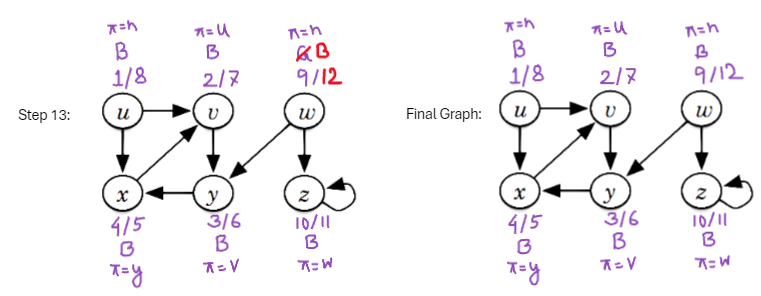 π=n π=u π=n π=n π=u π=n
B B G B B B B
1/8 2/7 9/12 1/8 2/7 9/12
Step 13: u v w Final Graph: u v w
x y z x y z
4/5 3/6 10/11 4/5 3/6 10/11
B B B B B B
π=y π=v π=w π=y π=v π=w